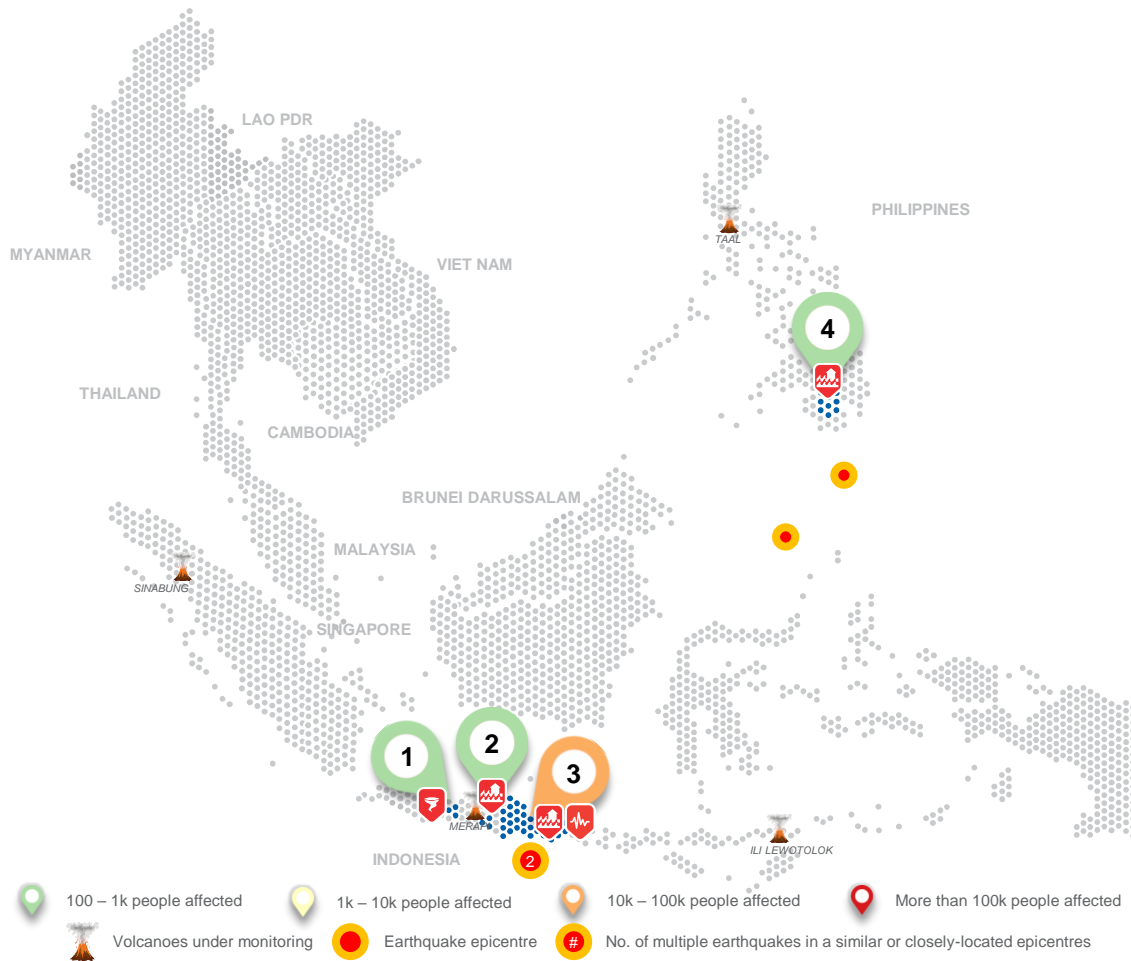 LAO PDR
PHILIPPINES
TAAL
MYANMAR
VIET NAM
4
THAILAND
CAMBODIA
BRUNEI DARUSSALAM
MALAYSIA
SINABUNG
SINGAPORE
1
2
3
MERAPI
INDONESIA
2
ILI LEWOTOLOK
100 – 1k people affected
1k – 10k people affected
10k – 100k people affected
More than 100k people affected
Volcanoes under monitoring
Earthquake epicentre
#
No. of multiple earthquakes in a similar or closely-located epicentres